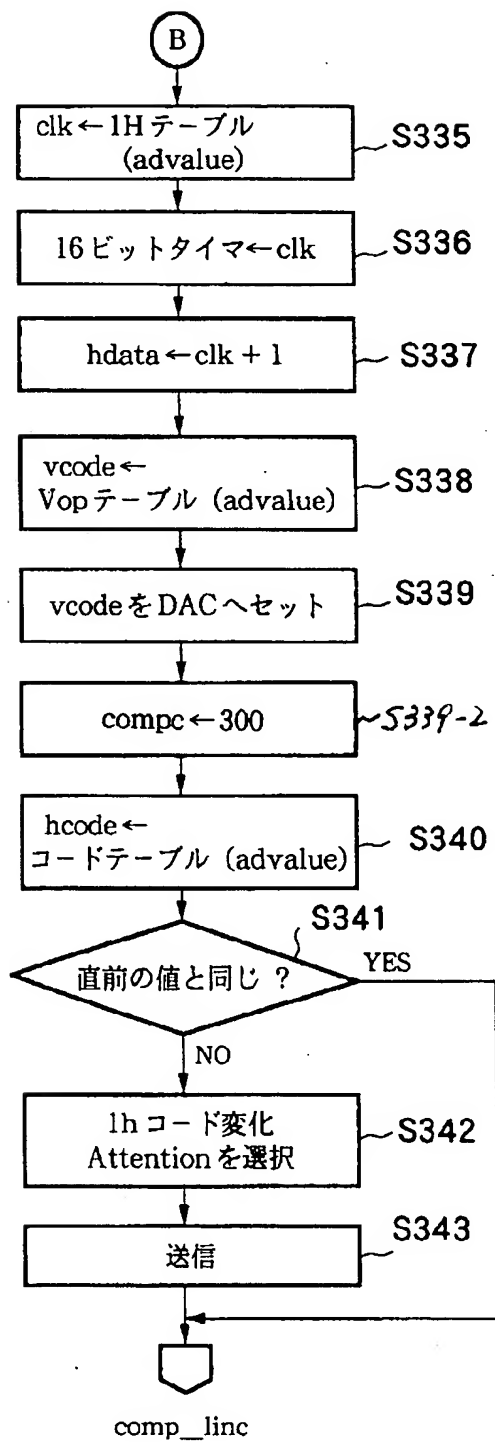 B
clk←1Hテーブル
(advalue)
S335
16ビットタイマ←clk
S336
hdata←clk + 1
S337
vcode←
Vopテーブル (advalue)
S338
vcodeをDACへセット
S339
compc←300
S339-2
hcode←
コードテーブル (advalue)
S340
S341
直前の値と同じ ?
YES
NO
1hコード変化
Attentionを選択
S342
送信
S343
comp_linc